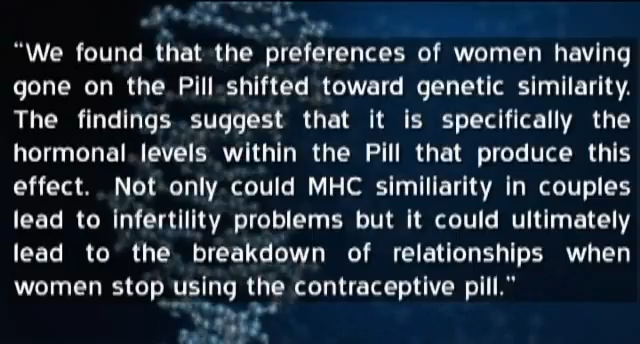 “We found that the preferences of women having
gone on the Pill shifted toward genetic similarity.
The findings suggest that it is specifically the
hormonal levels within the Pill that produce this
effect. Not only could MHC similiarity in couples
lead to infertility problems but it could ultimately
lead to the breakdown of relationships when
women stop using the contraceptive pill.”